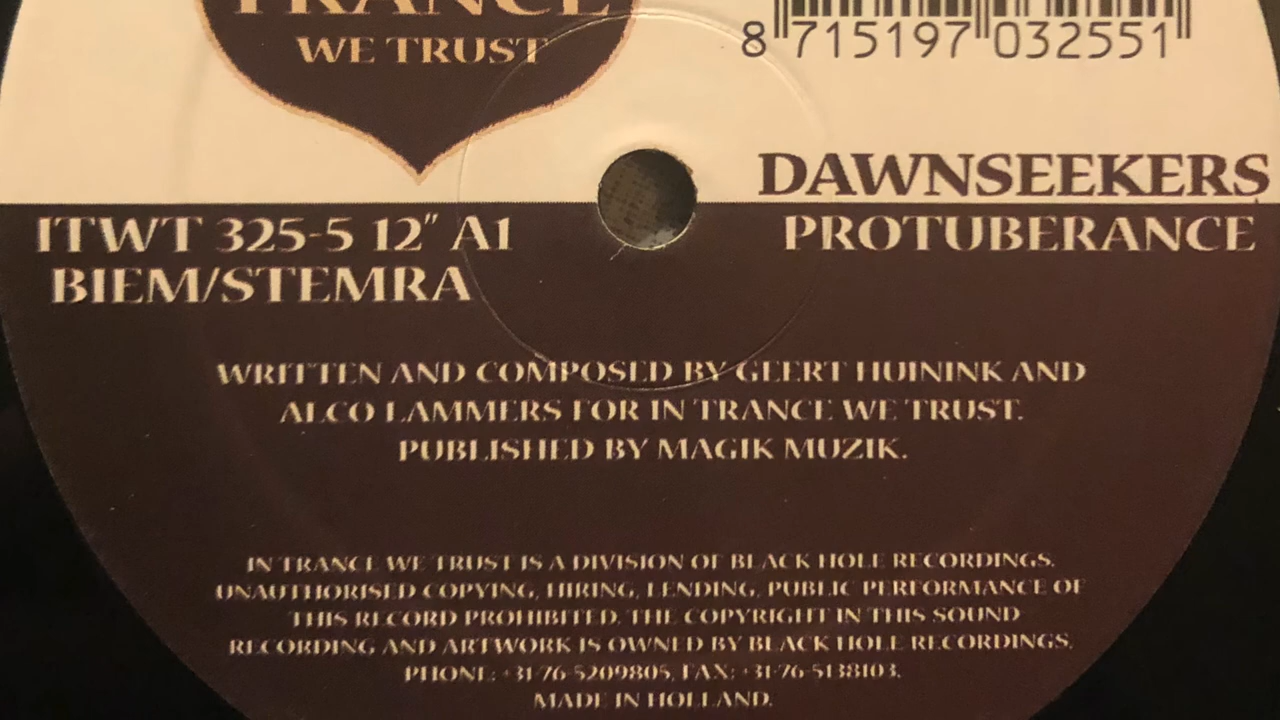 TRANCE
WE TRUST
8 715197 032551
DAWNSEEKERS
PROTUBERANCE
ITWT 325-5 12" A1
BIEM/STEMRA
WRITTEN AND COMPOSED BY GEERT HUININK AND
ALCO LAMMERS FOR IN TRANCE WE TRUST.
PUBLISHED BY MAGIK MUZIK.
IN TRANCE WE TRUST IS A DIVISION OF BLACK HOLE RECORDINGS.
UNAUTHORISED COPYING, HIRING, LENDING, PUBLIC PERFORMANCE OF
THIS RECORD PROHIBITED. THE COPYRIGHT IN THIS SOUND
RECORDING AND ARTWORK IS OWNED BY BLACK HOLE RECORDINGS.
PHONE: +31-76-5209805, FAX: +31-76-5138103.
MADE IN HOLLAND.